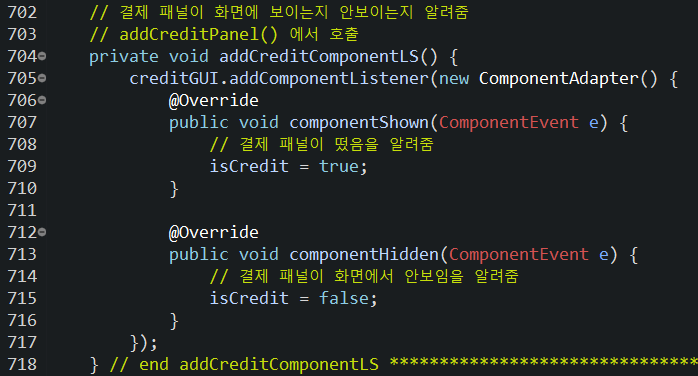 702 // 결제 패널이 화면에 보이는지 안보이는지 알려줌
703 // addCreditPanel() 에서 호출
704 private void addCreditComponentLS() {
705 creditGUI.addComponentListener(new ComponentAdapter() {
706 @Override
707 public void componentShown(ComponentEvent e) {
708 // 결제 패널이 떴음을 알려줌
709 isCredit = true;
710 }
711
712 @Override
713 public void componentHidden(ComponentEvent e) {
714 // 결제 패널이 화면에서 안보임을 알려줌
715 isCredit = false;
716 }
717 });
718 } // end addCreditComponentLS *******************************